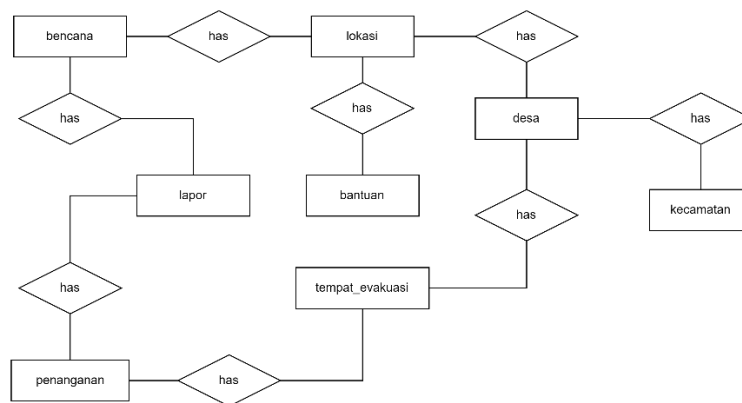 bencana
has
lokasi
has
has
has
desa
has
lapor
bantuan
kecamatan
has
has
tempat_evakuasi
penanganan
has